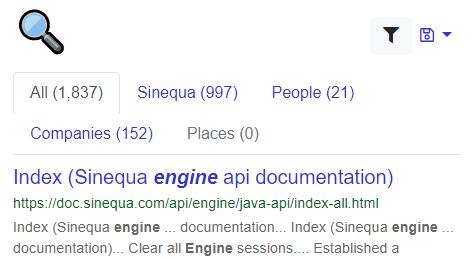 All (1,837) Sinequa (997) People (21)
Companies (152) Places (0)
Index (Sinequa engine api documentation)
https://doc.sinequa.com/api/engine/java-api/index-all.html
Index (Sinequa engine ... documentation... Index (Sinequa engine ...
documentation)... Clear all Engine sessions.... Established a